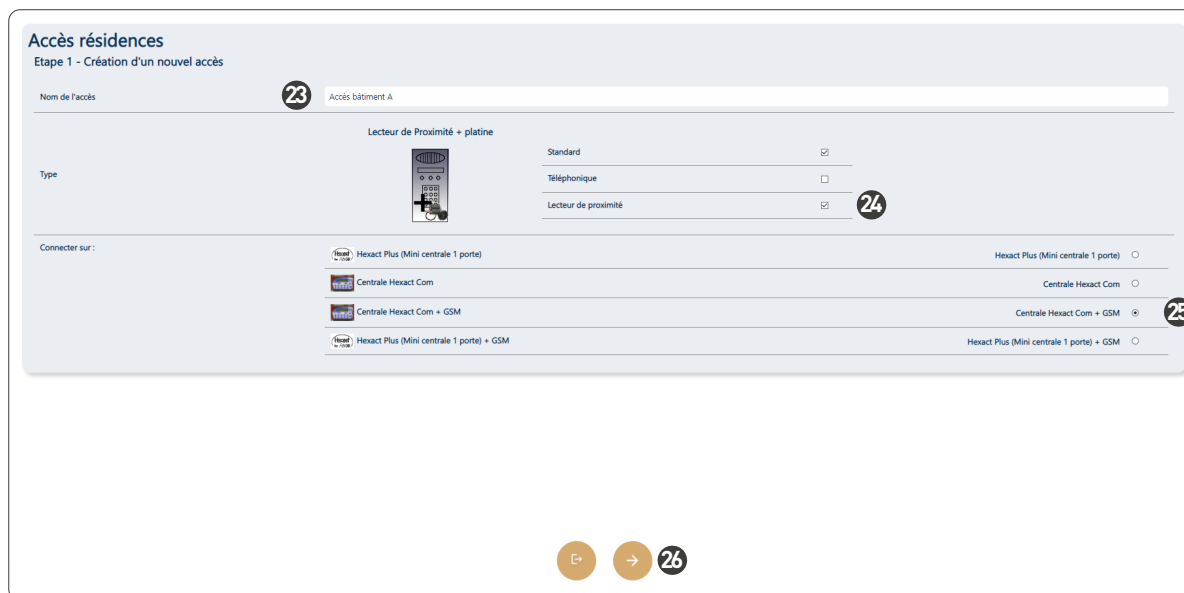 Accès résidences
Etape 1 - Création d'un nouvel accès
Nom de l'accès 23 Accès bâtiment A
Lecteur de Proximité + platine
Type
Standard
Téléphonique
Lecteur de proximité 24
Connecter sur :
Hexact Plus (Mini centrale 1 porte) Hexact Plus (Mini centrale 1 porte)
Centrale Hexact Com Centrale Hexact Com
Centrale Hexact Com + GSM Centrale Hexact Com + GSM 25
Hexact Plus (Mini centrale 1 porte) + GSM Hexact Plus (Mini centrale 1 porte) + GSM
26